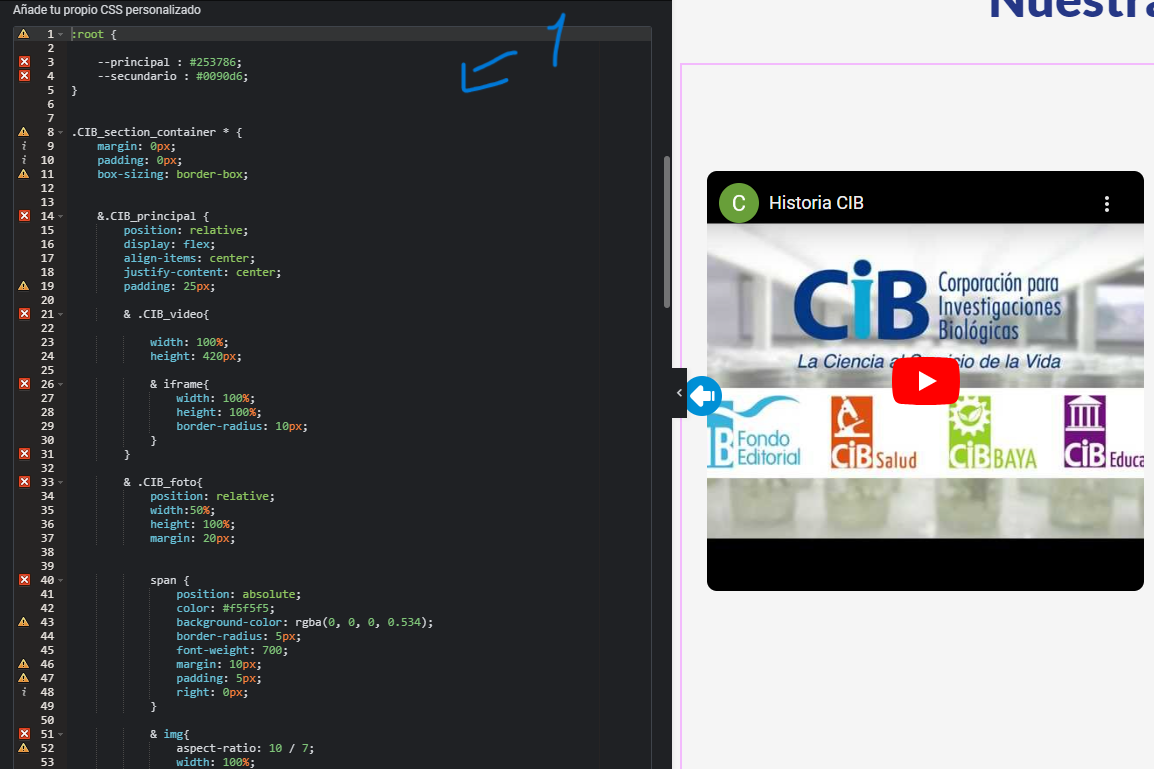 Añade tu propio CSS personalizado
1 :root {
2
3 --principal : #253786;
4 --secundario : #0090d6;
5 }
6
7
8 .CIB_section_container * {
9 margin: 0px;
10 padding: 0px;
11 box-sizing: border-box;
12
13
14 &.CIB_principal {
15 position: relative;
16 display: flex;
17 align-items: center;
18 justify-content: center;
19 padding: 25px;
20
21 & .CIB_video{
22
23 width: 100%;
24 height: 420px;
25
26 & iframe{
27 width: 100%;
28 height: 100%;
29 border-radius: 10px;
30 }
31 }
32
33 & .CIB_foto{
34 position: relative;
35 width:50%;
36 height: 100%;
37 margin: 20px;
38
39
40 span {
41 position: absolute;
42 color: #f5f5f5;
43 background-color: rgba(0, 0, 0, 0.534);
44 border-radius: 5px;
45 font-weight: 700;
46 margin: 10px;
47 padding: 5px;
48 right: 0px;
49 }
50
51 & img{
52 aspect-ratio: 10 / 7;
53 width: 100%;
1
Nuestra
C Historia CIB
CiB Corporación para
Investigaciones
Biológicas
La Ciencia al Servicio de la Vida
Fondo
Editorial
CiB Salud
CiB BAYA
CiB Educa